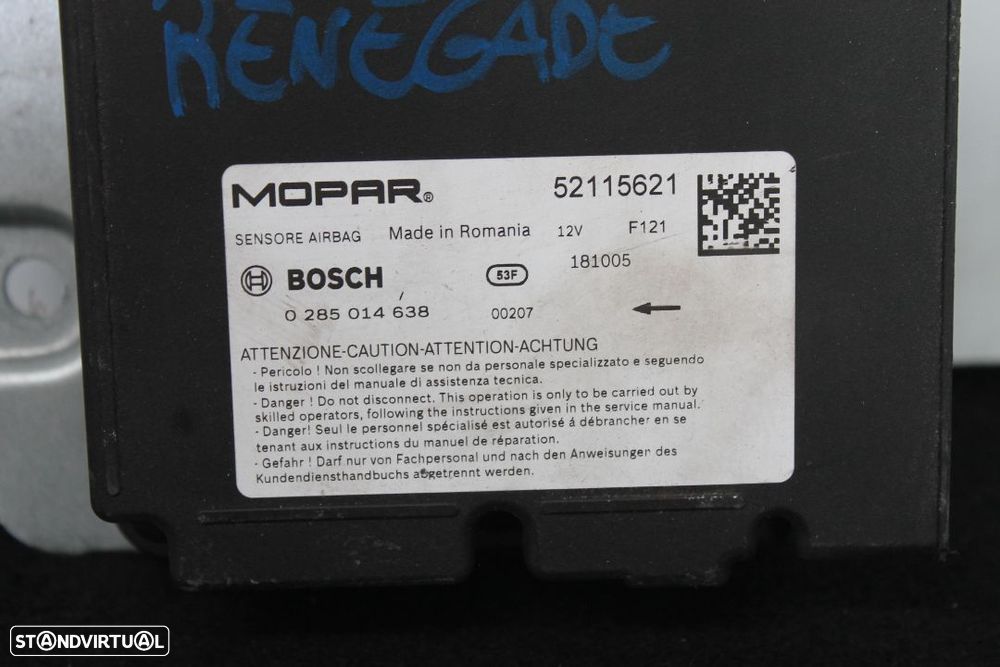 RENEGADE
MOPAR® 52115621
SENSORE AIRBAG Made in Romania 12V F121
181005
BOSCH 53F
0 285 014 638 00207
ATTENZIONE-CAUTION-ATTENTION-ACHTUNG
- Pericolo ! Non scollegare se non da personale specializzato e seguendo
le istruzioni del manuale di assistenza tecnica.
- Danger ! Do not disconnect. This operation is only to be carried out by
skilled operators, following the instructions given in the service manual.
- Danger! Seul le personnel spécialisé est autorisé á débrancher en se
tenant aux instructions du manuel de réparation.
- Gefahr ! Darf nur von Fachpersonal und nach den Anweisungen des
Kundendiensthandbuchs abgetrennt werden.
STANDVIRTUAL